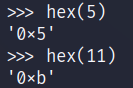 >>> hex(5)
'0x5'
>>> hex(11)
'0xb'